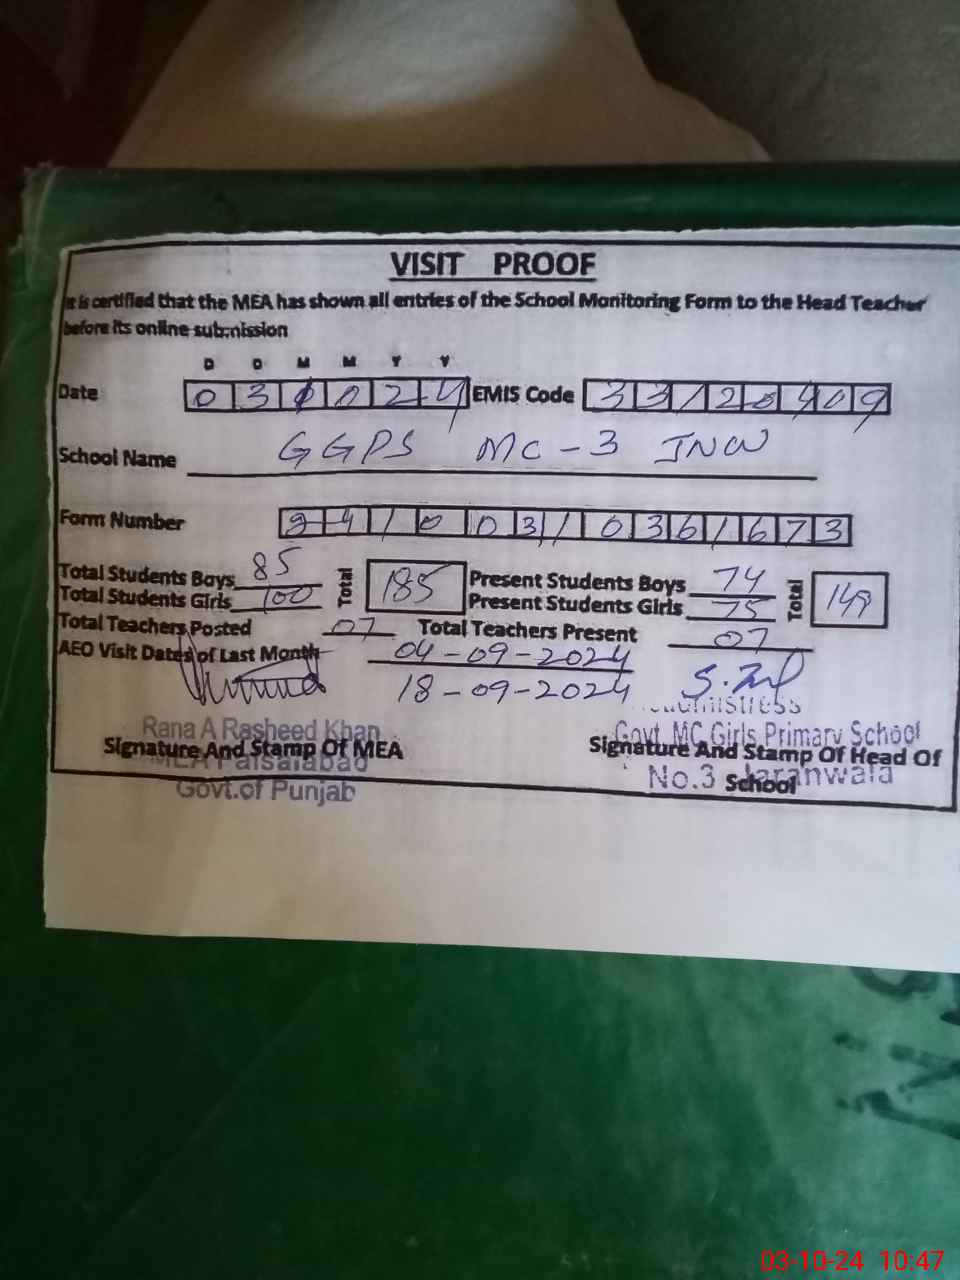 VISIT PROOF
It is certified that the MEA has shown all entries of the School Monitoring Form to the Head Teacher
before its online submission
D D M M Y Y
Date 031024 EMIS Code 33120409
School Name GGPS MC-3 JNW
Form Number 24100310361673
Total Students Boys 85 Total 185 Present Students Boys 74 Total 149
Total Students Girls 100 Present Students Girls 75
Total Teachers Posted 07 Total Teachers Present 07
AEO Visit Dates of Last Month 04-09-2024
18-09-2024
Rana A Rasheed Khan
Signature And Stamp Of MEA
MEA Faisalabad
Govt.of Punjab
Headmistress
Govt. MC Girls Primary School
Signature And Stamp Of Head Of
No.3 Jaranwala
School
03-10-24 10:47